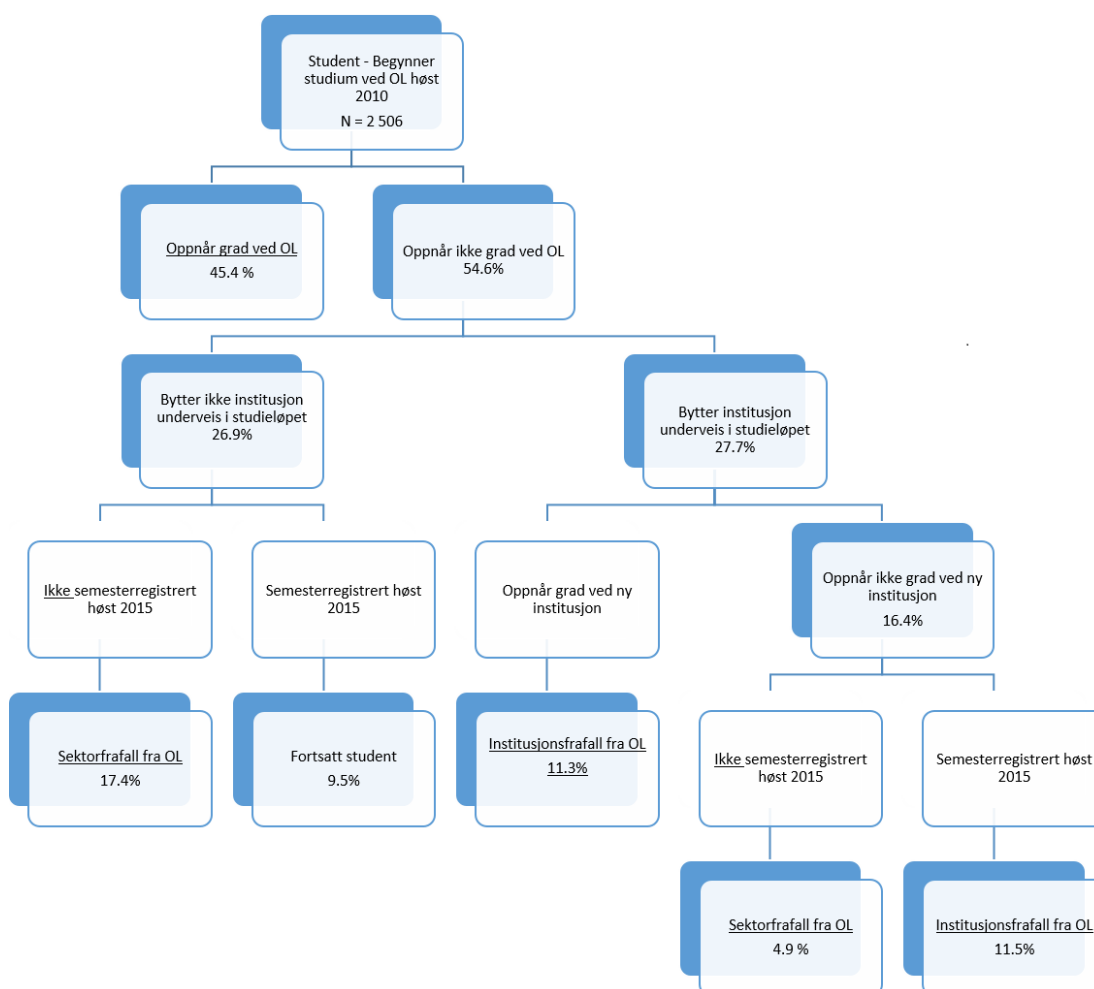 Student - Begynner
studium ved OL høst
2010
N = 2 506
Oppnår grad ved OL
45.4 %
Oppnår ikke grad ved OL
54.6%
Bytter ikke institusjon
underveis i studieløpet
26.9%
Bytter institusjon
underveis i studieløpet
27.7%
Ikke semesterregistrert
høst 2015
Semesterregistrert høst
2015
Oppnår grad ved ny
institusjon
Oppnår ikke grad ved ny
institusjon
16.4%
Sektorfrafall fra OL
17.4%
Fortsatt student
9.5%
Institusjonsfrafall fra OL
11.3%
Ikke semesterregistrert
høst 2015
Semesterregistrert høst
2015
Sektorfrafall fra OL
4.9 %
Institusjonsfrafall fra OL
11.5%